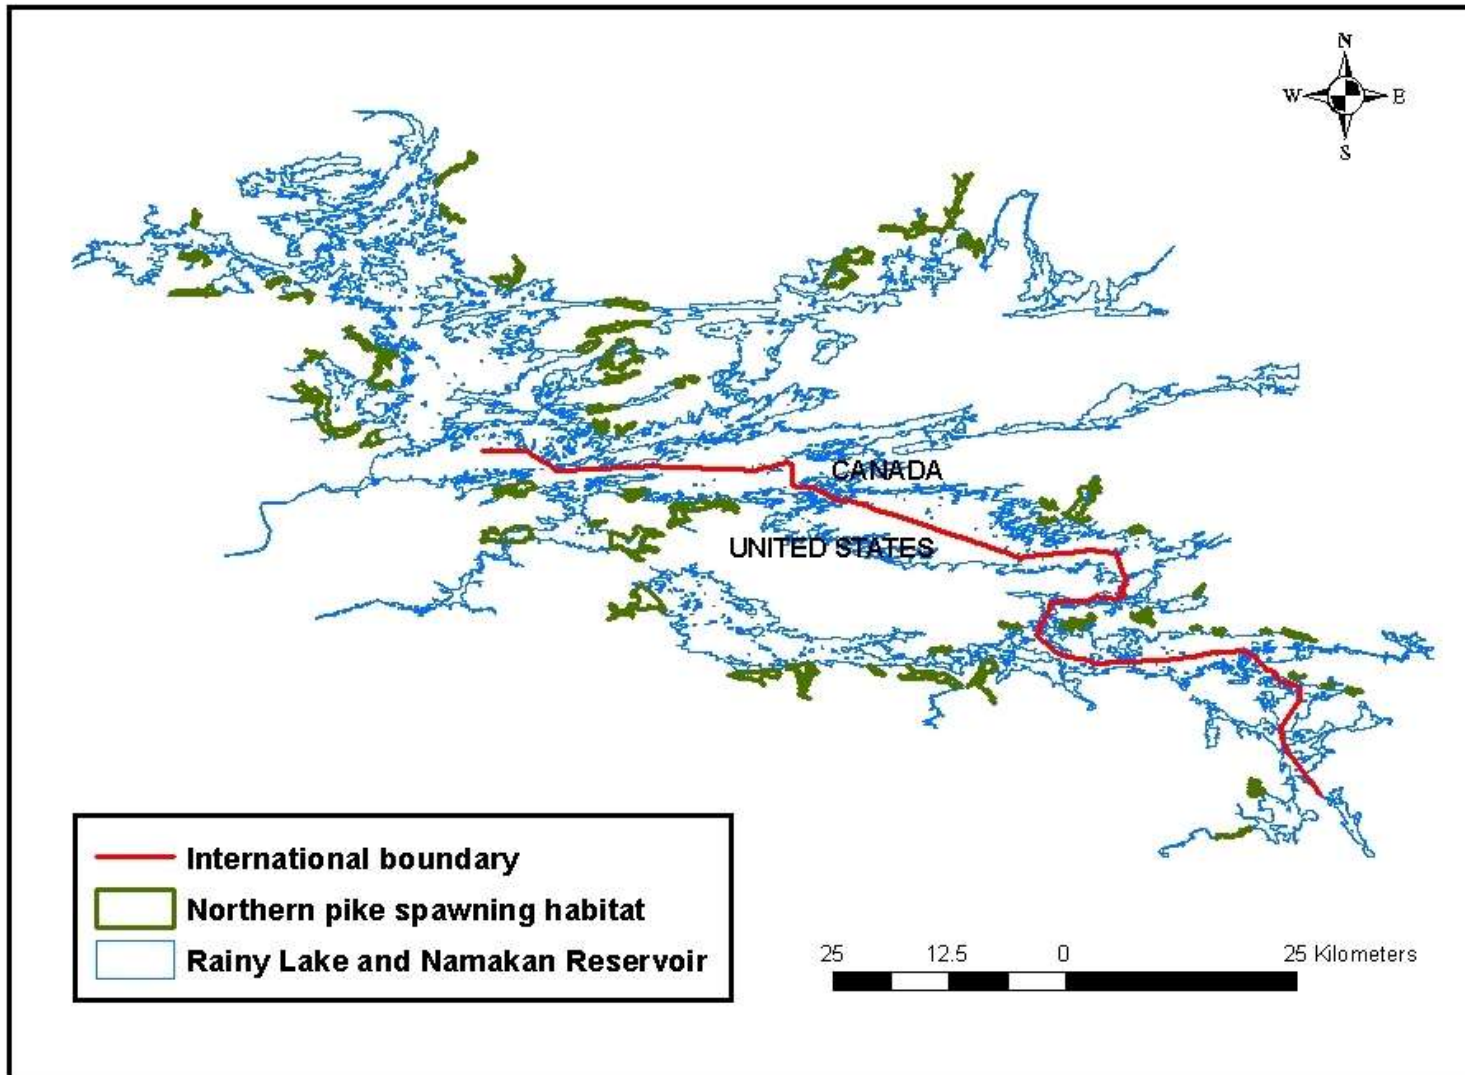 N
W E
S
CANADA
UNITED STATES
International boundary
Northern pike spawning habitat
Rainy Lake and Namakan Reservoir
25 12.5 0 25 Kilometers